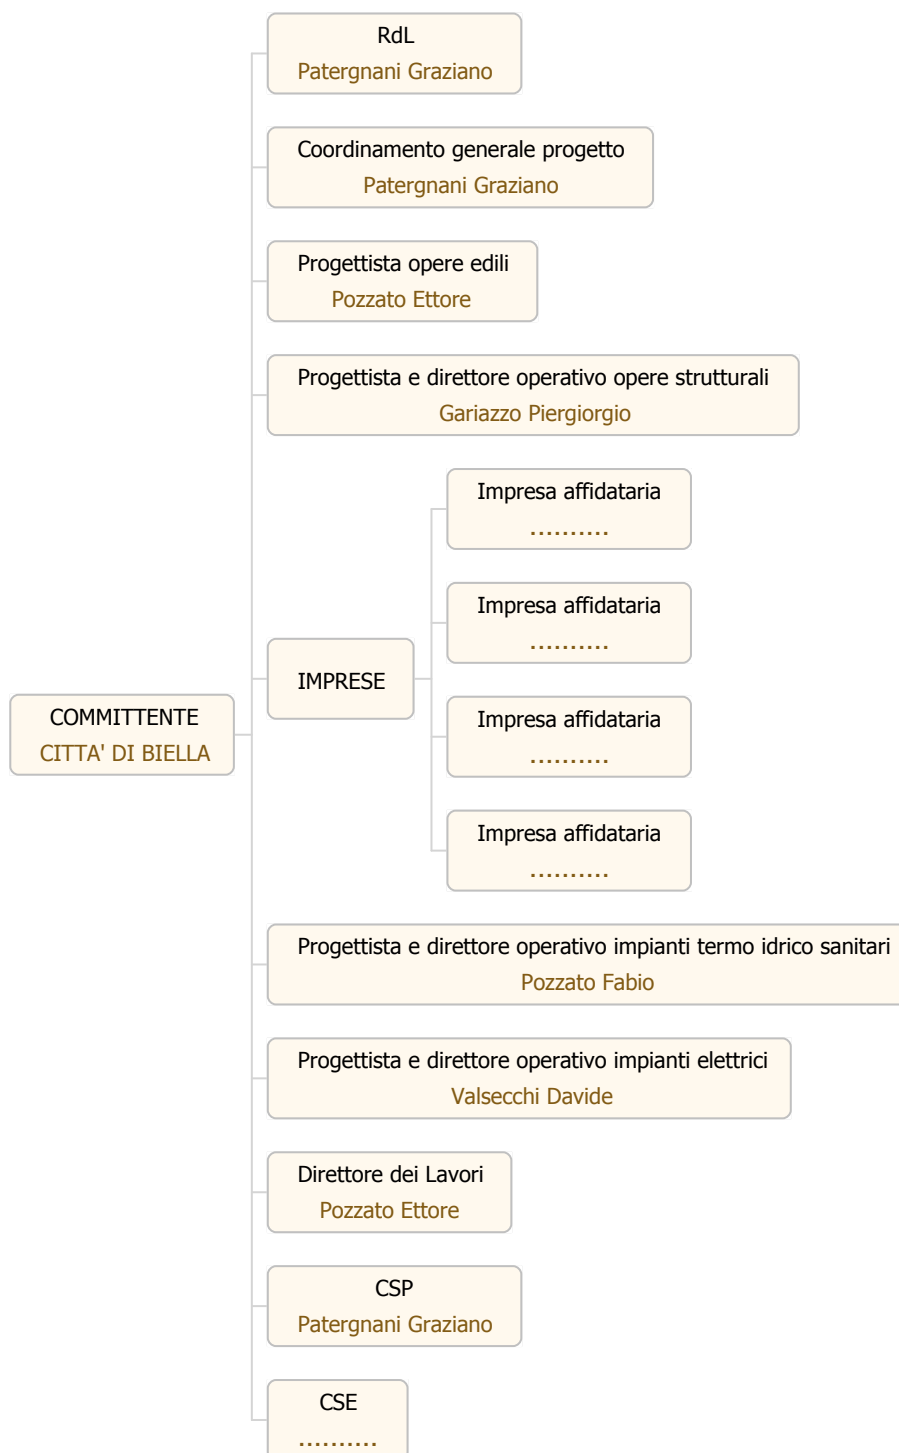 RdL
Patergnani Graziano
Coordinamento generale progetto
Patergnani Graziano
Progettista opere edili
Pozzato Ettore
Progettista e direttore operativo opere strutturali
Gariazzo Piergiorgio
Impresa affidataria
..........
Impresa affidataria
..........
IMPRESE
Impresa affidataria
..........
COMMITTENTE
CITTA' DI BIELLA
Impresa affidataria
..........
Progettista e direttore operativo impianti termo idrico sanitari
Pozzato Fabio
Progettista e direttore operativo impianti elettrici
Valsecchi Davide
Direttore dei Lavori
Pozzato Ettore
CSP
Patergnani Graziano
CSE
..........